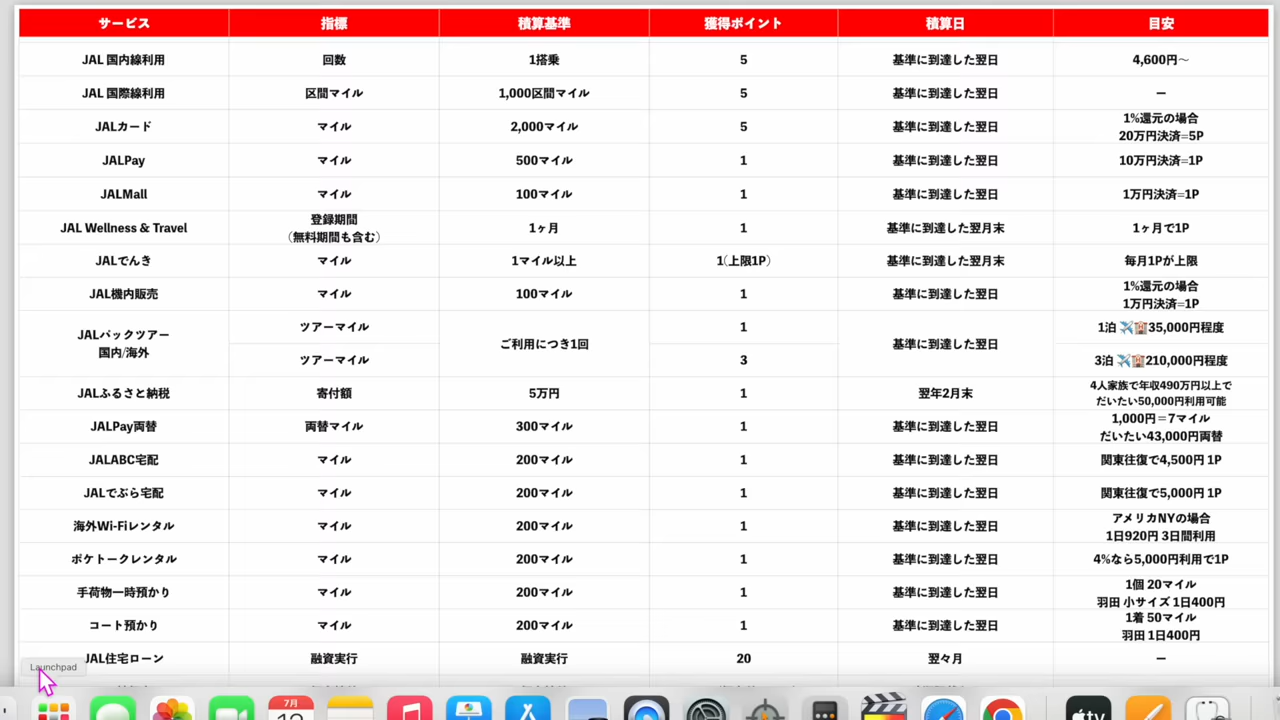 サービス 指標 積算基準 獲得ポイント 積算日 目安
JAL 国内線利用 回数 1搭乗 5 基準に到達した翌日 4,600円〜
JAL 国際線利用 区間マイル 1,000区間マイル 5 基準に到達した翌日 ー
JALカード マイル 2,000マイル 5 基準に到達した翌日 1%還元の場合
20万円決済=5P
JALPay マイル 500マイル 1 基準に到達した翌日 10万円決済=1P
JALMall マイル 100マイル 1 基準に到達した翌日 1万円決済=1P
JAL Wellness & Travel 登録期間
（無料期間も含む） 1ヶ月 1 基準に到達した翌月末 1ヶ月で1P
JALでんき マイル 1マイル以上 1（上限1P） 基準に到達した翌月末 毎月1Pが上限
JAL機内販売 マイル 100マイル 1 基準に到達した翌日 1%還元の場合
1万円決済=1P
JALパックツアー
国内/海外 ツアーマイル ご利用につき1回 1 基準に到達した翌日 1泊 ✈️🏨35,000円程度
ツアーマイル 3 3泊 ✈️🏨210,000円程度
JALふるさと納税 寄付額 5万円 1 翌年2月末 4人家族で年収490万円以上で
だいたい50,000円利用可能
JALPay両替 両替マイル 300マイル 1 基準に到達した翌日 1,000円＝7マイル
だいたい43,000円両替
JALABC宅配 マイル 200マイル 1 基準に到達した翌日 関東往復で4,500円 1P
JALでぶら宅配 マイル 200マイル 1 基準に到達した翌日 関東往復で5,000円 1P
海外Wi-Fiレンタル マイル 200マイル 1 基準に到達した翌日 アメリカNYの場合
1日920円 3日間利用
ポケトークレンタル マイル 200マイル 1 基準に到達した翌日 4%なら5,000円利用で1P
手荷物一時預かり マイル 200マイル 1 基準に到達した翌日 1個 20マイル
羽田 小サイズ 1日400円
コート預かり マイル 200マイル 1 基準に到達した翌日 1着 50マイル
羽田 1日400円
JAL住宅ローン 融資実行 融資実行 20 翌々月 ー
Launchpad
7月
tv